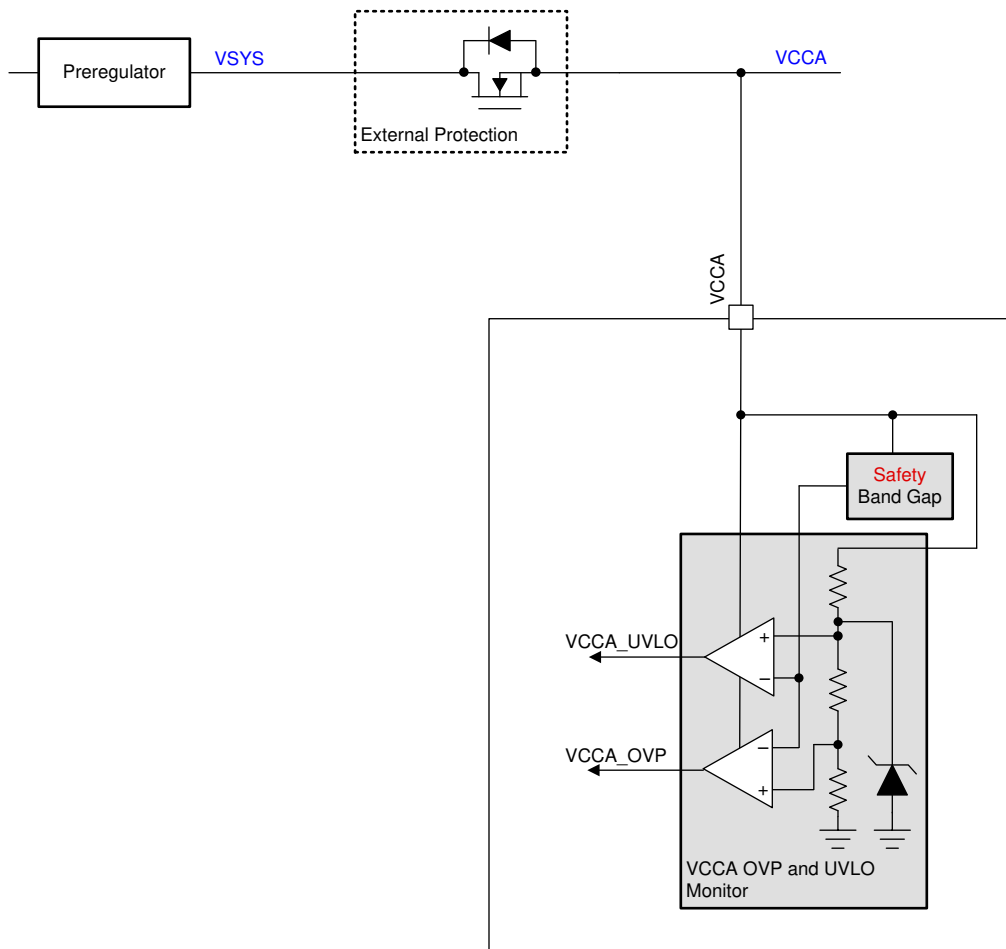 Preregulator
VSYS
External Protection
VCCA
VCCA
Safety
Band Gap
VCCA_UVLO
+
−
VCCA_OVP
−
+
VCCA OVP and UVLO
Monitor